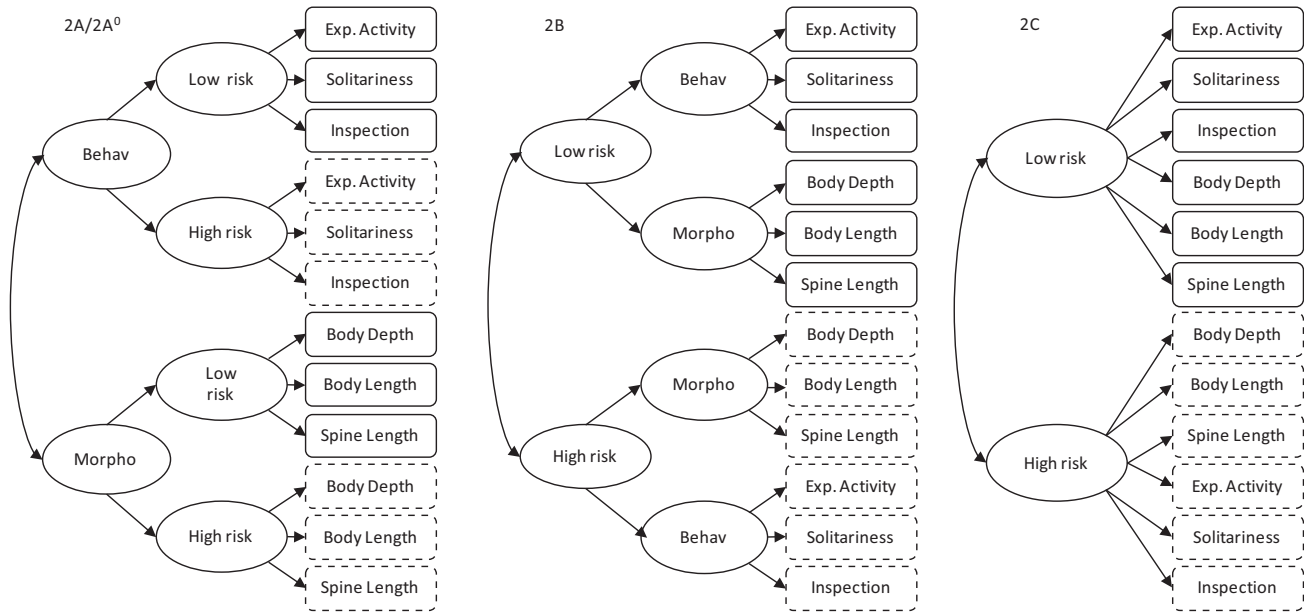 2A/2A⁰
Exp. Activity
Low risk
Solitariness
Inspection
Behav
Exp. Activity
High risk
Solitariness
Inspection
Body Depth
Low
risk
Body Length
Spine Length
Morpho
Body Depth
High risk
Body Length
Spine Length
2B
Exp. Activity
Behav
Solitariness
Inspection
Low risk
Body Depth
Morpho
Body Length
Spine Length
Body Depth
Morpho
Body Length
Spine Length
High risk
Exp. Activity
Behav
Solitariness
Inspection
2C
Exp. Activity
Solitariness
Inspection
Low risk
Body Depth
Body Length
Spine Length
Body Depth
Body Length
Spine Length
High risk
Exp. Activity
Solitariness
Inspection